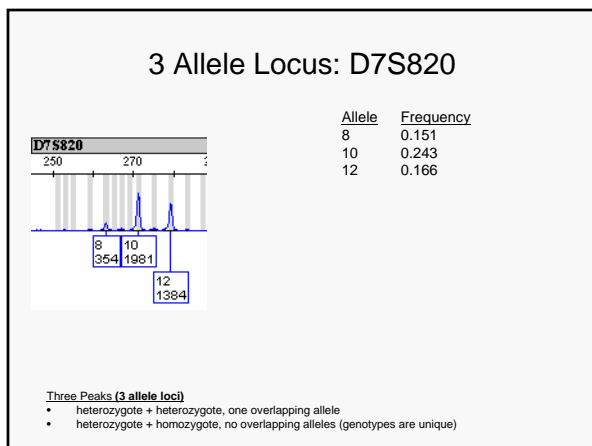 3 Allele Locus: D7S820
Allele Frequency
8 0.151
10 0.243
12 0.166
D7S820
250 270
8 10
354 1981
12
1384
Three Peaks (3 allele loci)
• heterozygote + heterozygote, one overlapping allele
• heterozygote + homozygote, no overlapping alleles (genotypes are unique)